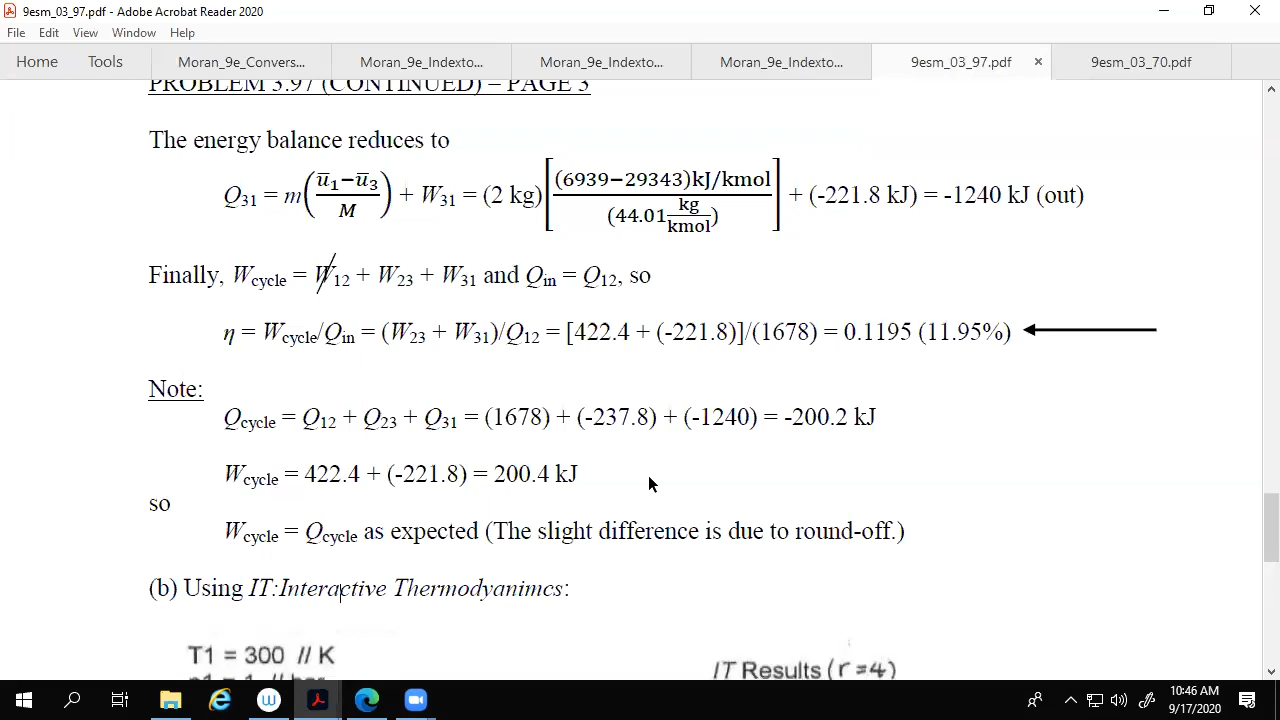 9esm_03_97.pdf - Adobe Acrobat Reader 2020
File Edit View Window Help
Home Tools Moran_9e_Convers... Moran_9e_Indexto... Moran_9e_Indexto... Moran_9e_Indexto... 9esm_03_97.pdf × 9esm_03_70.pdf
PROBLEM 3.97 (CONTINUED) – PAGE 3
The energy balance reduces to
Q31 = m((u̅1−u̅3)/M) + W31 = (2 kg)[((6939−29343)kJ/kmol)/(44.01 kg/kmol)] + (-221.8 kJ) = -1240 kJ (out)
Finally, Wcycle = W12 + W23 + W31 and Qin = Q12, so
η = Wcycle/Qin = (W23 + W31)/Q12 = [422.4 + (-221.8)]/(1678) = 0.1195 (11.95%)
Note:
Qcycle = Q12 + Q23 + Q31 = (1678) + (-237.8) + (-1240) = -200.2 kJ
Wcycle = 422.4 + (-221.8) = 200.4 kJ
so
Wcycle = Qcycle as expected (The slight difference is due to round-off.)
(b) Using IT:Interactive Thermodyanimcs:
T1 = 300 // K
IT Results (r =4)
p1 = 1 // bar
10:46 AM
9/17/2020